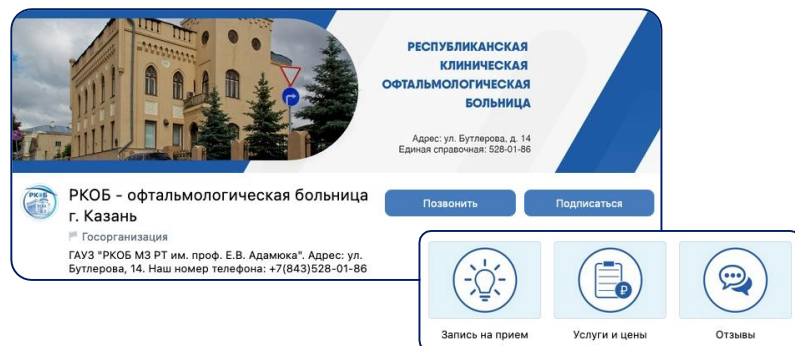 РЕСПУБЛИКАНСКАЯ
КЛИНИЧЕСКАЯ
ОФТАЛЬМОЛОГИЧЕСКАЯ
БОЛЬНИЦА
Адрес: ул. Бутлерова, д. 14
Единая справочная: 528-01-86
РКОБ
РКОБ - офтальмологическая больница
г. Казань
Позвонить
Подписаться
Госорганизация
ГАУЗ "РКОБ МЗ РТ им. проф. Е.В. Адамюка". Адрес: ул.
Бутлерова, 14. Наш номер телефона: +7(843)528-01-86
₽
Запись на прием
Услуги и цены
Отзывы